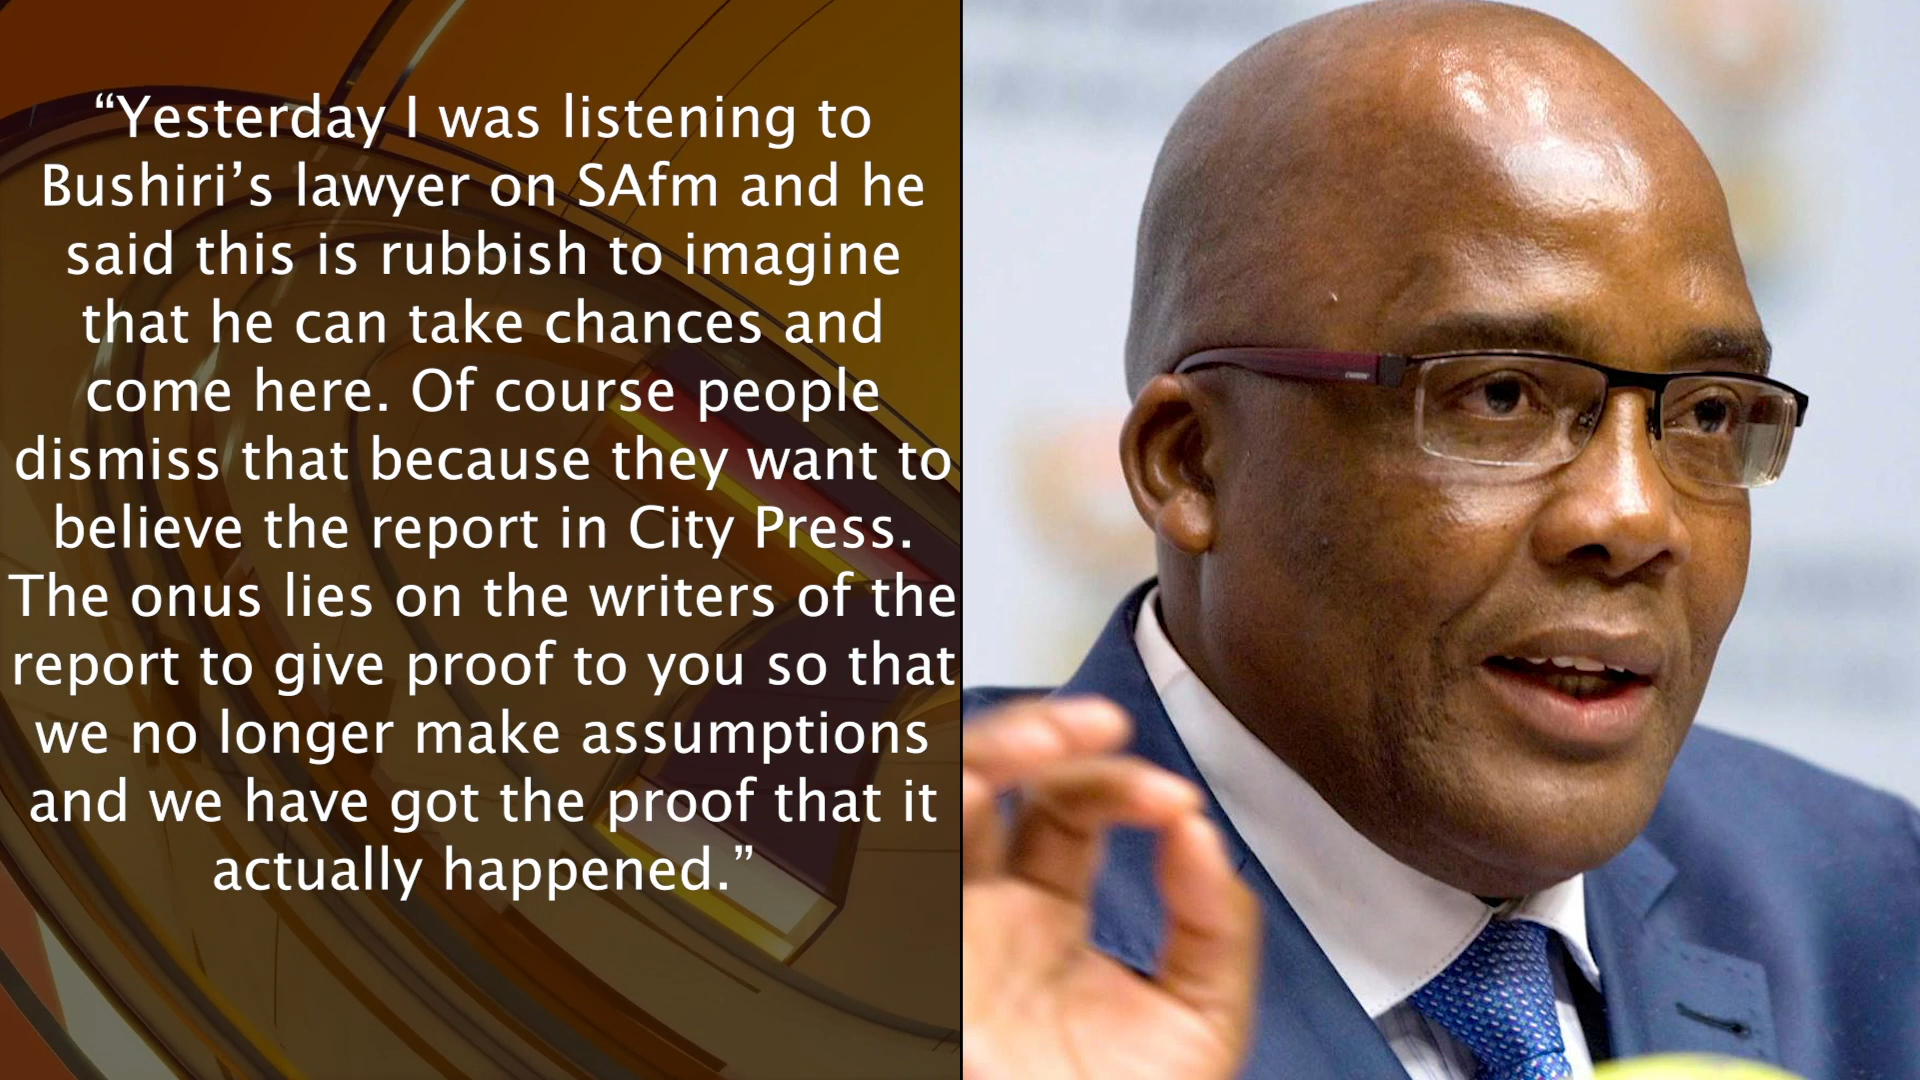 “Yesterday I was listening to
Bushiri’s lawyer on SAfm and he
said this is rubbish to imagine
that he can take chances and
come here. Of course people
dismiss that because they want to
believe the report in City Press.
The onus lies on the writers of the
report to give proof to you so that
we no longer make assumptions
and we have got the proof that it
actually happened.”